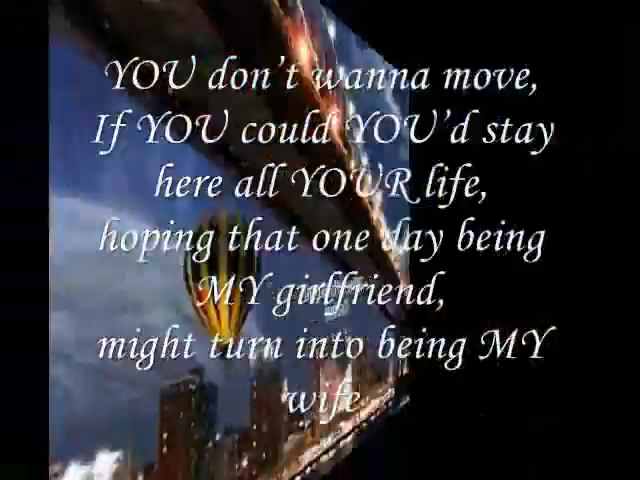 YOU don't wanna move,
If YOU could YOU'd stay
here all YOUR life,
hoping that one day being
MY girlfriend,
might turn into being MY
wife